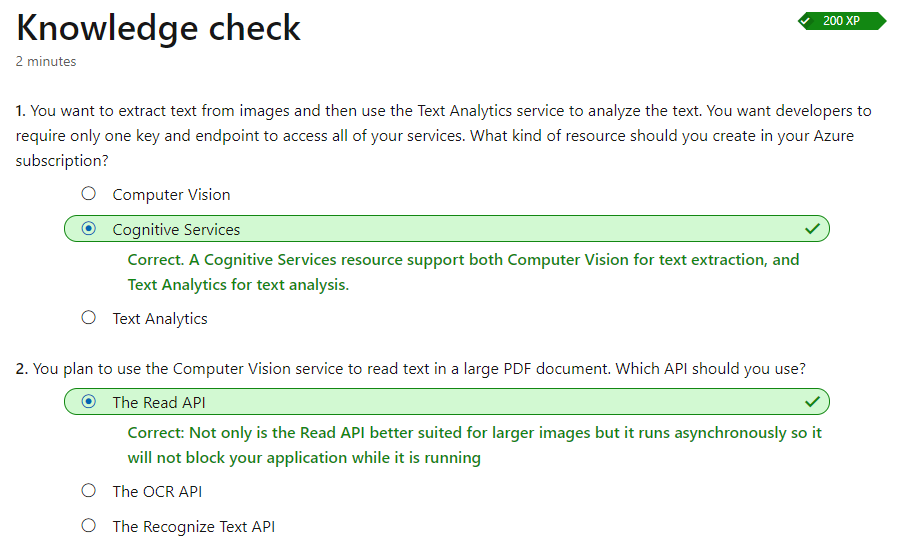 Knowledge check
200 XP
2 minutes
1. You want to extract text from images and then use the Text Analytics service to analyze the text. You want developers to
require only one key and endpoint to access all of your services. What kind of resource should you create in your Azure
subscription?
Computer Vision
Cognitive Services
Correct. A Cognitive Services resource support both Computer Vision for text extraction, and
Text Analytics for text analysis.
Text Analytics
2. You plan to use the Computer Vision service to read text in a large PDF document. Which API should you use?
The Read API
Correct: Not only is the Read API better suited for larger images but it runs asynchronously so it
will not block your application while it is running
The OCR API
The Recognize Text API